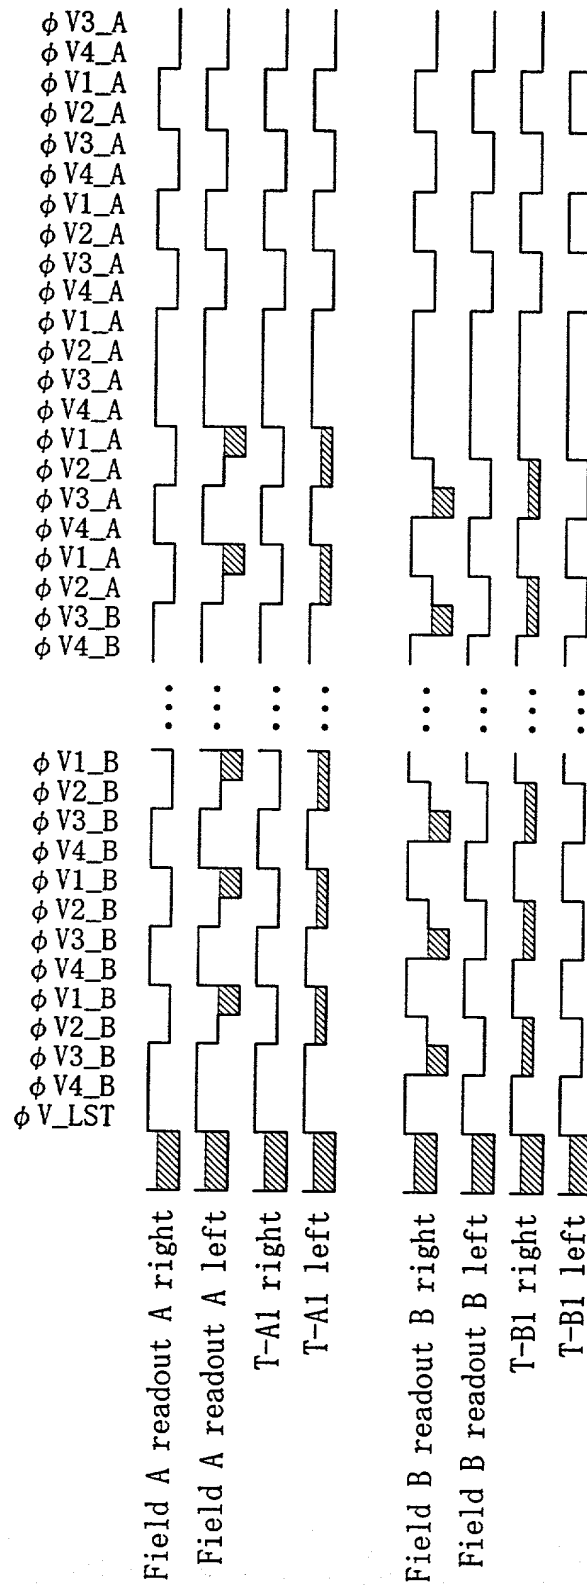 φV3_A
φV4_A
φV1_A
φV2_A
φV3_A
φV4_A
φV1_A
φV2_A
φV3_A
φV4_A
φV1_A
φV2_A
φV3_A
φV4_A
φV1_A
φV2_A
φV3_A
φV4_A
φV1_A
φV2_A
φV3_B
φV4_B
φV1_B
φV2_B
φV3_B
φV4_B
φV1_B
φV2_B
φV3_B
φV4_B
φV1_B
φV2_B
φV3_B
φV4_B
φV_LST
Field A readout A right
Field A readout A left
T-A1 right
T-A1 left
Field B readout B right
Field B readout B left
T-B1 right
T-B1 left